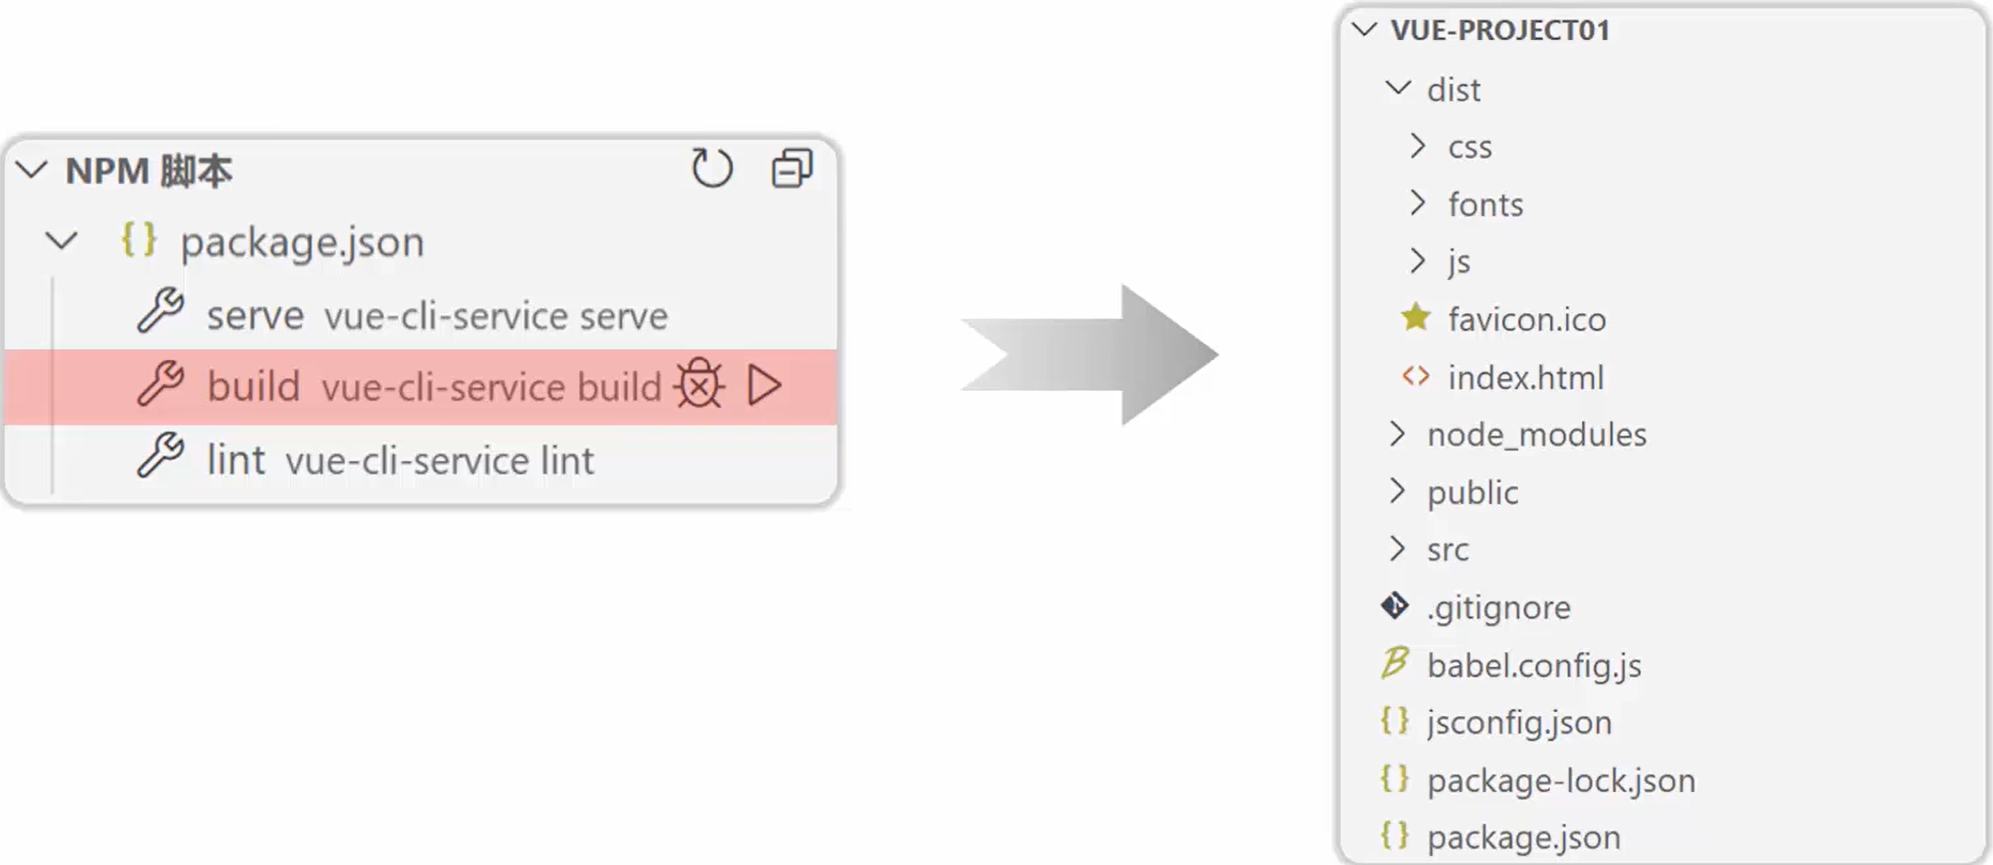 NPM 脚本
package.json
serve vue-cli-service serve
build vue-cli-service build
lint vue-cli-service lint
VUE-PROJECT01
dist
css
fonts
js
favicon.ico
index.html
node_modules
public
src
.gitignore
babel.config.js
jsconfig.json
package-lock.json
package.json